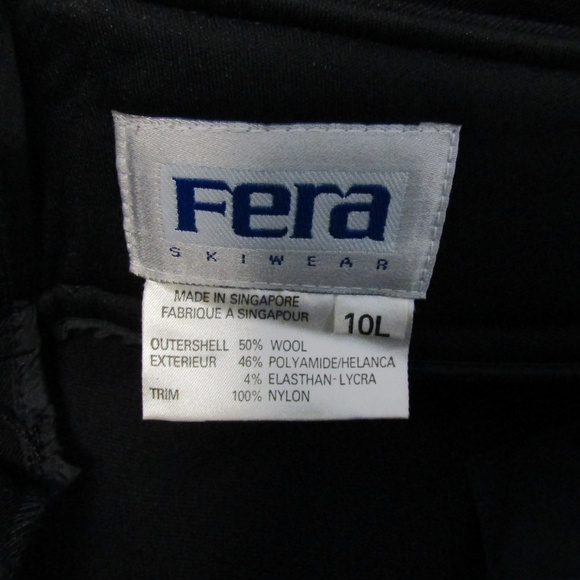 Fera
SKIWEAR
MADE IN SINGAPORE
FABRIQUE A SINGAPOUR
10L
OUTERSHELL 50% WOOL
EXTERIEUR 46% POLYAMIDE/HELANCA
4% ELASTHAN-LYCRA
TRIM 100% NYLON